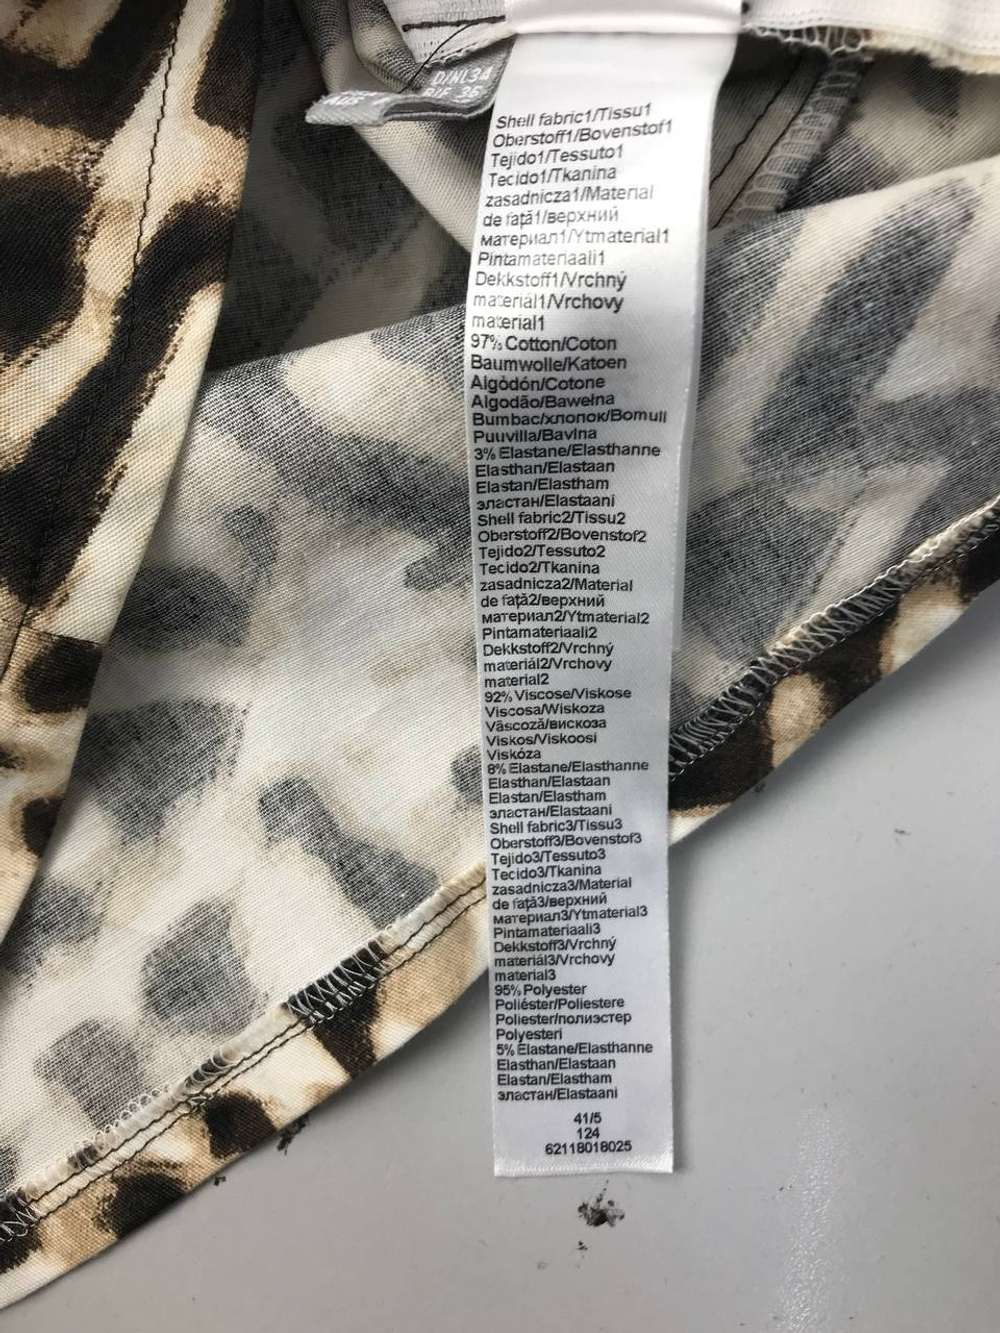 D/NL34
B/F 36
Shell fabric1/Tissu1
Oberstoff1/Bovenstof1
Tejido1/Tessuto1
Tecido1/Tkanina
zasadnicza1/Material
de faţă1/верхний
материал1/Ytmaterial1
Pintamateriaali1
Dekkstoff1/Vrchný
materiál1/Vrchovy
material1
97% Cotton/Coton
Baumwolle/Katoen
Algòdón/Cotone
Algodão/Bawełna
Bumbac/хлопок/Bomull
Puuvilla/Bavlna
3% Elastane/Elasthanne
Elasthan/Elastaan
Elastan/Elastham
эластан/Elastaani
Shell fabric2/Tissu2
Oberstoff2/Bovenstof2
Tejido2/Tessuto2
Tecido2/Tkanina
zasadnicza2/Material
de faţă2/верхний
материал2/Ytmaterial2
Pintamateriaali2
Dekkstoff2/Vrchný
materiál2/Vrchovy
material2
92% Viscose/Viskose
Viscosa/Wiskoza
Vâscoză/вискоза
Viskos/Viskoosi
Viskóza
8% Elastane/Elasthanne
Elasthan/Elastaan
Elastan/Elastham
эластан/Elastaani
Shell fabric3/Tissu3
Oberstoff3/Bovenstof3
Tejido3/Tessuto3
Tecido3/Tkanina
zasadnicza3/Material
de faţă3/верхний
материал3/Ytmaterial3
Pintamateriaali3
Dekkstoff3/Vrchný
materiál3/Vrchovy
material3
95% Polyester
Poliéster/Poliestere
Poliester/полиэстер
Polyesteri
5% Elastane/Elasthanne
Elasthan/Elastaan
Elastan/Elastham
эластан/Elastaani
41/5
124
62118018025